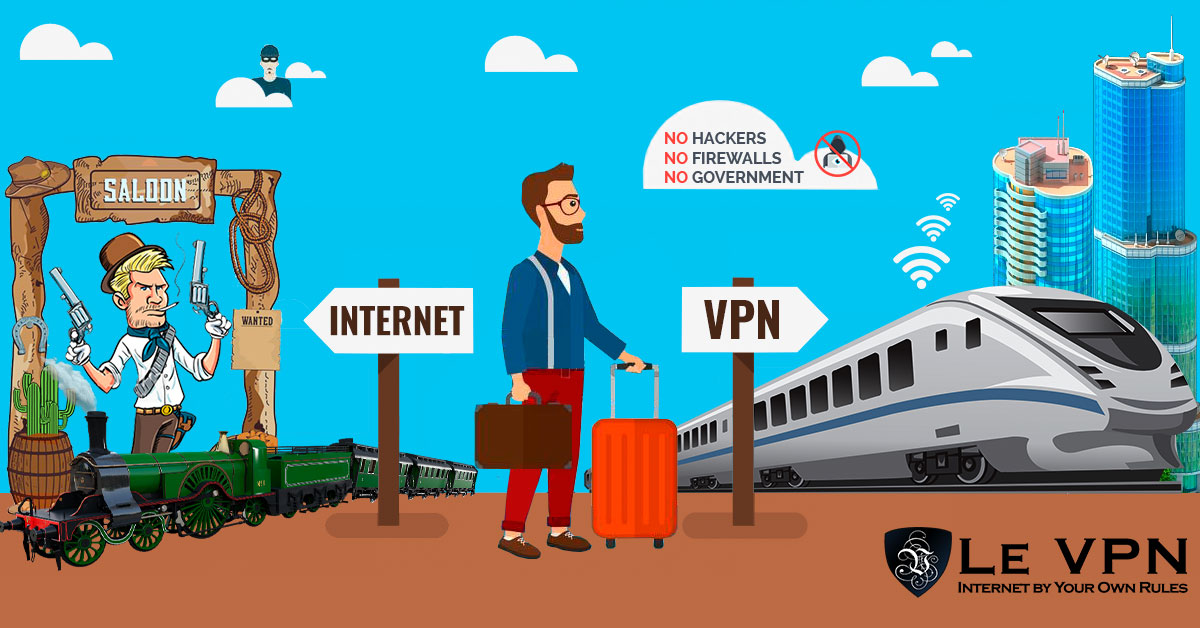 SALOON
WANTED
INTERNET
NO HACKERS
NO FIREWALLS
NO GOVERNMENT
VPN
LE VPN
INTERNET BY YOUR OWN RULES